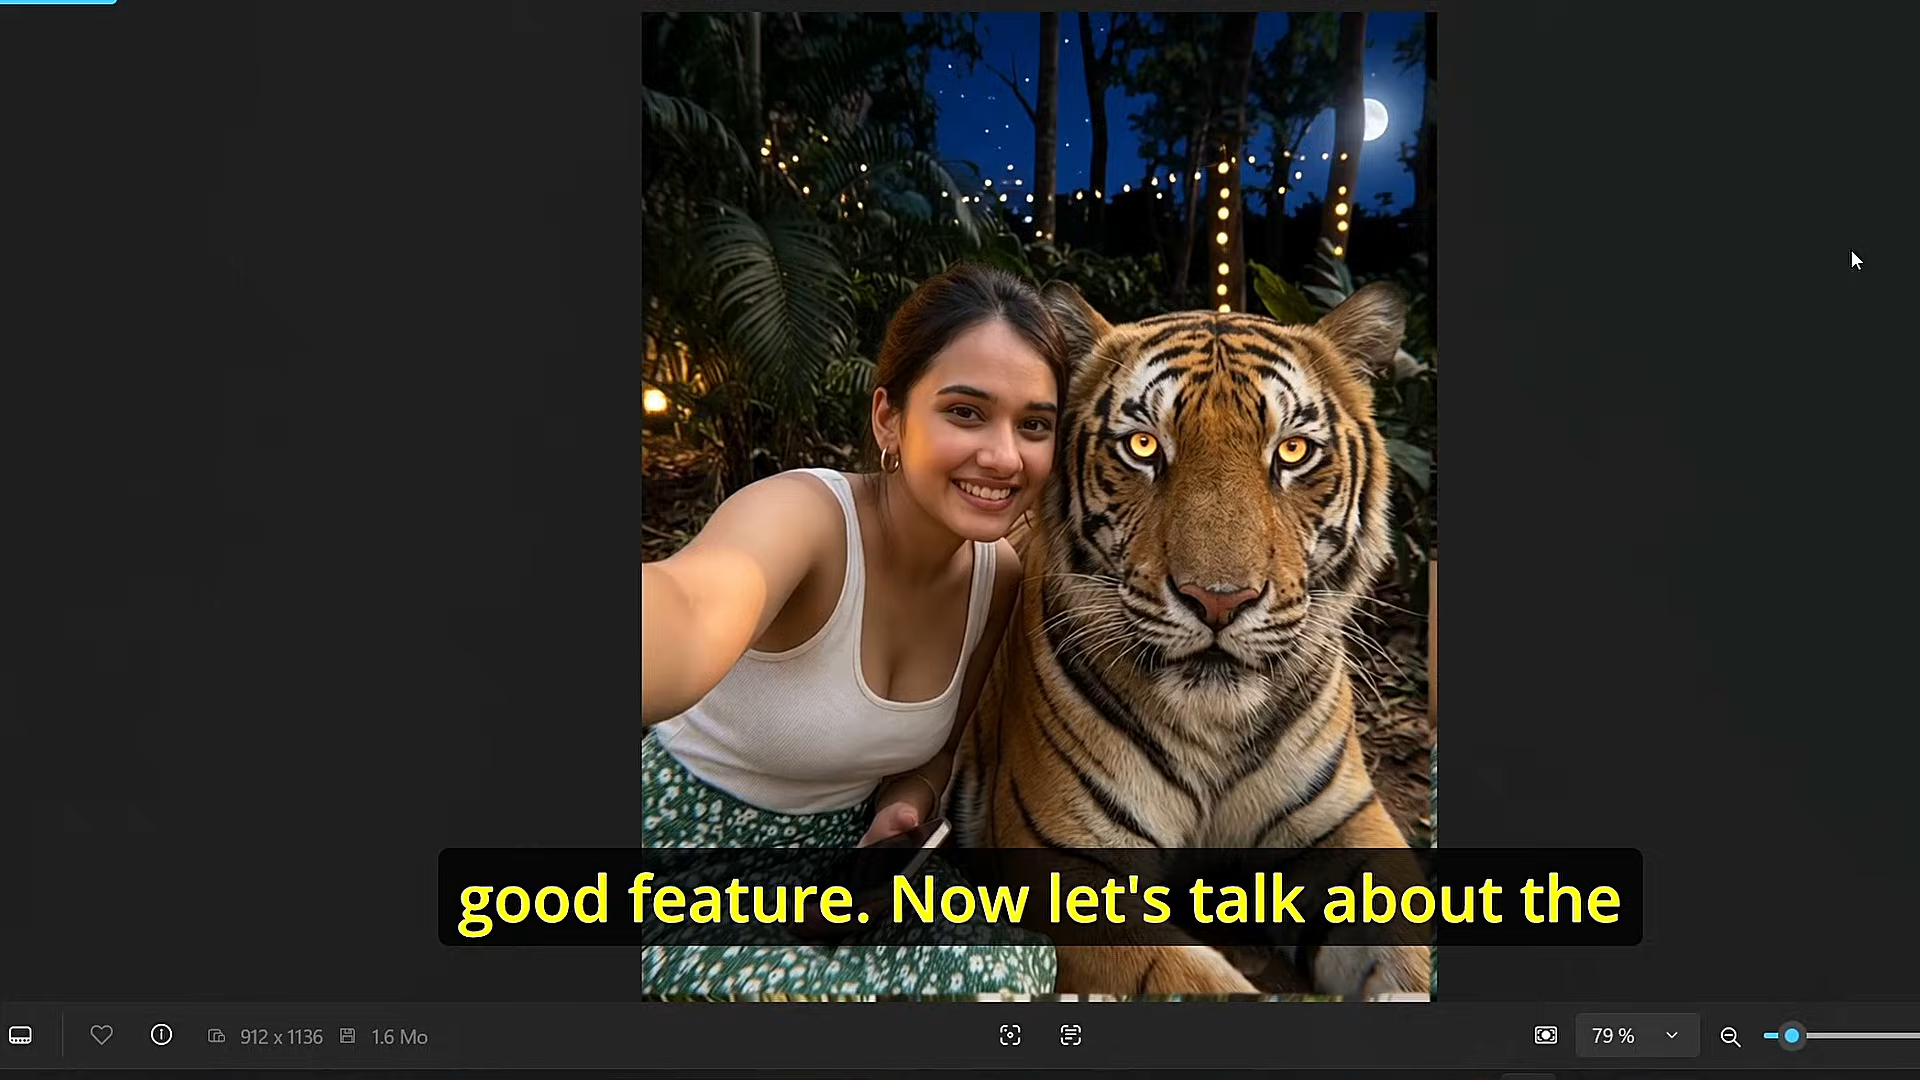 good feature. Now let's talk about the
912 x 1136 1.6 Mo 79 %